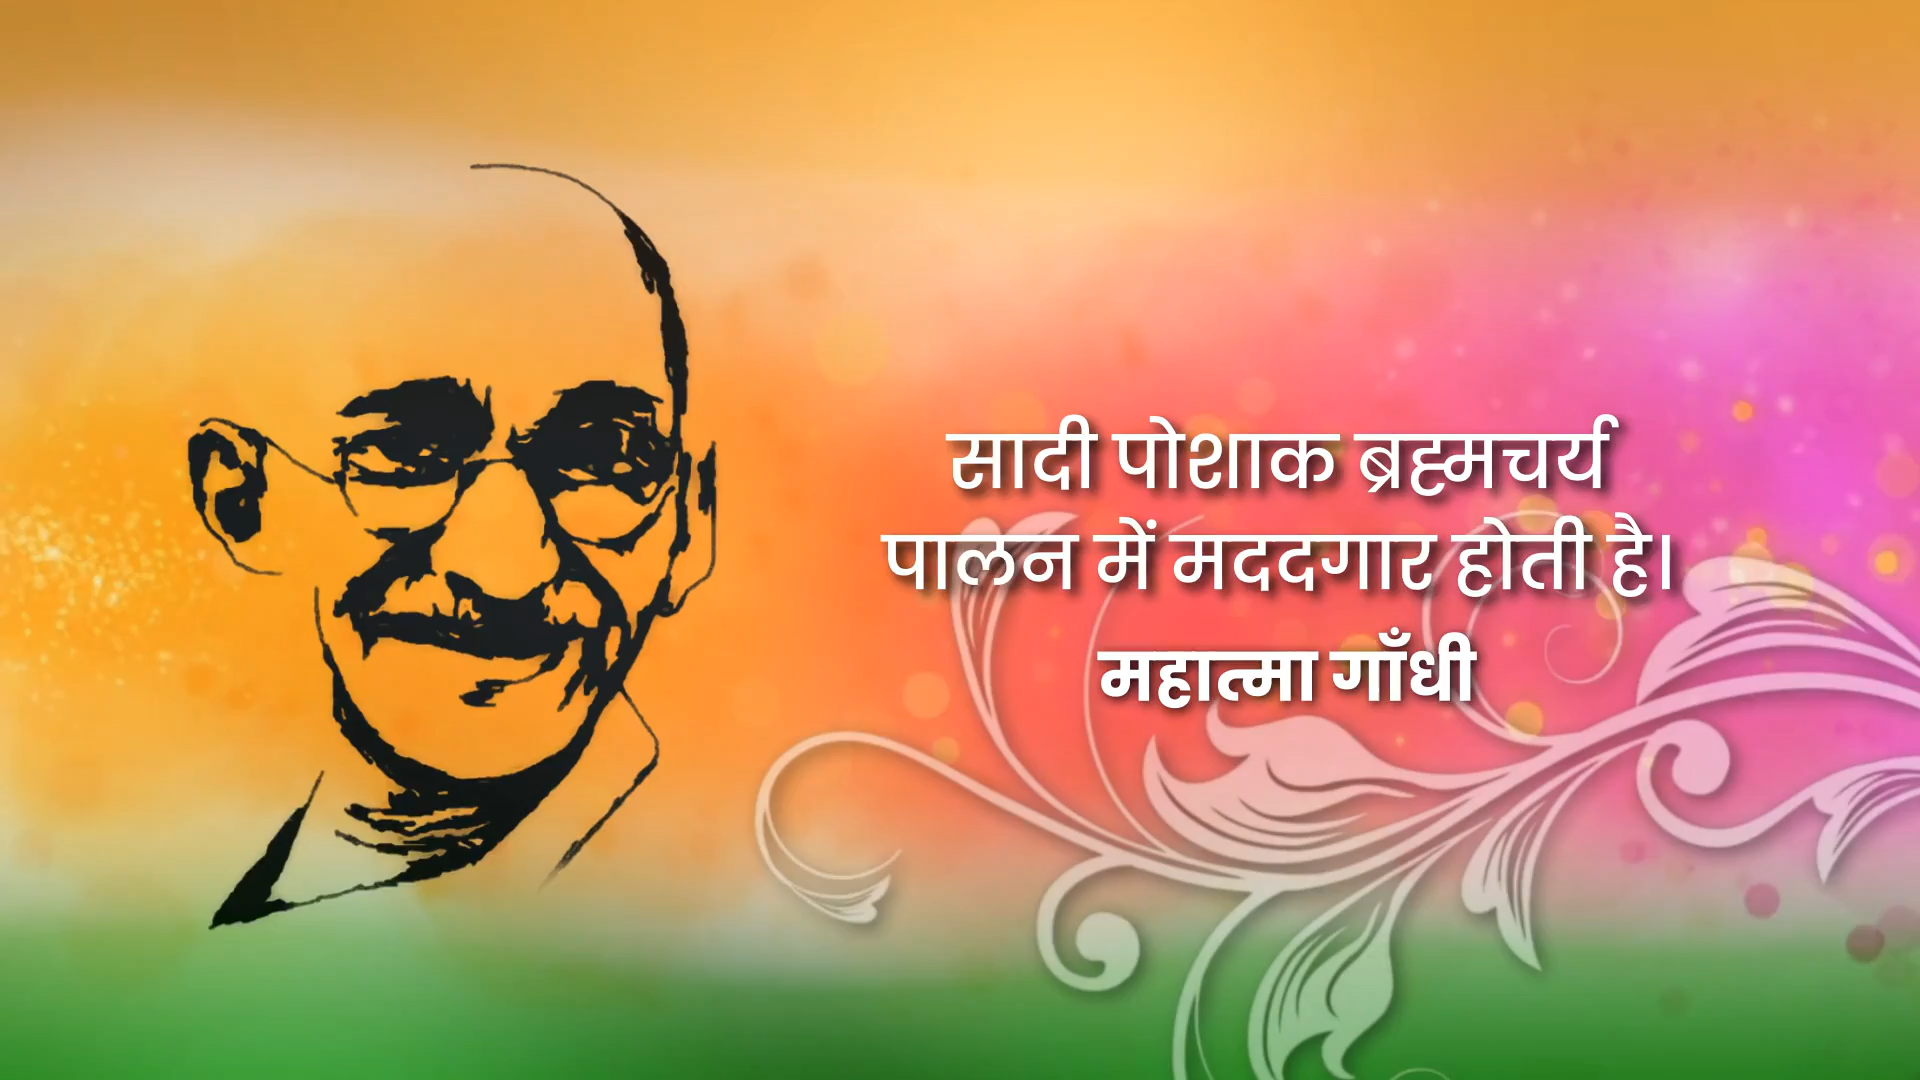 सादी पोशाक ब्रह्मचर्य
पालन में मददगार होती है।
महात्मा गाँधी